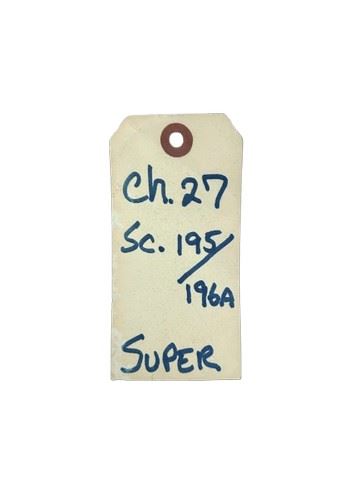 Ch. 27
Sc. 195/
196A
SUPER